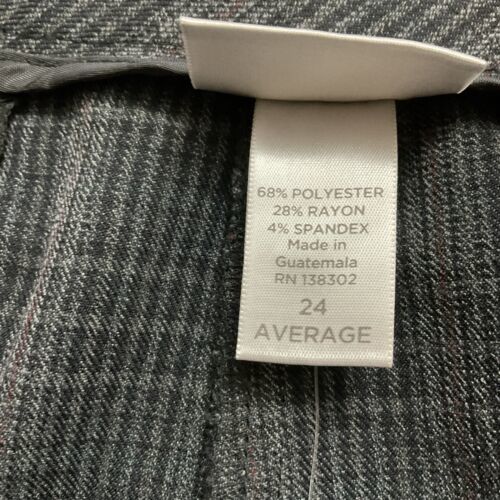 68% POLYESTER
28% RAYON
4% SPANDEX
Made in
Guatemala
RN 138302
24
AVERAGE